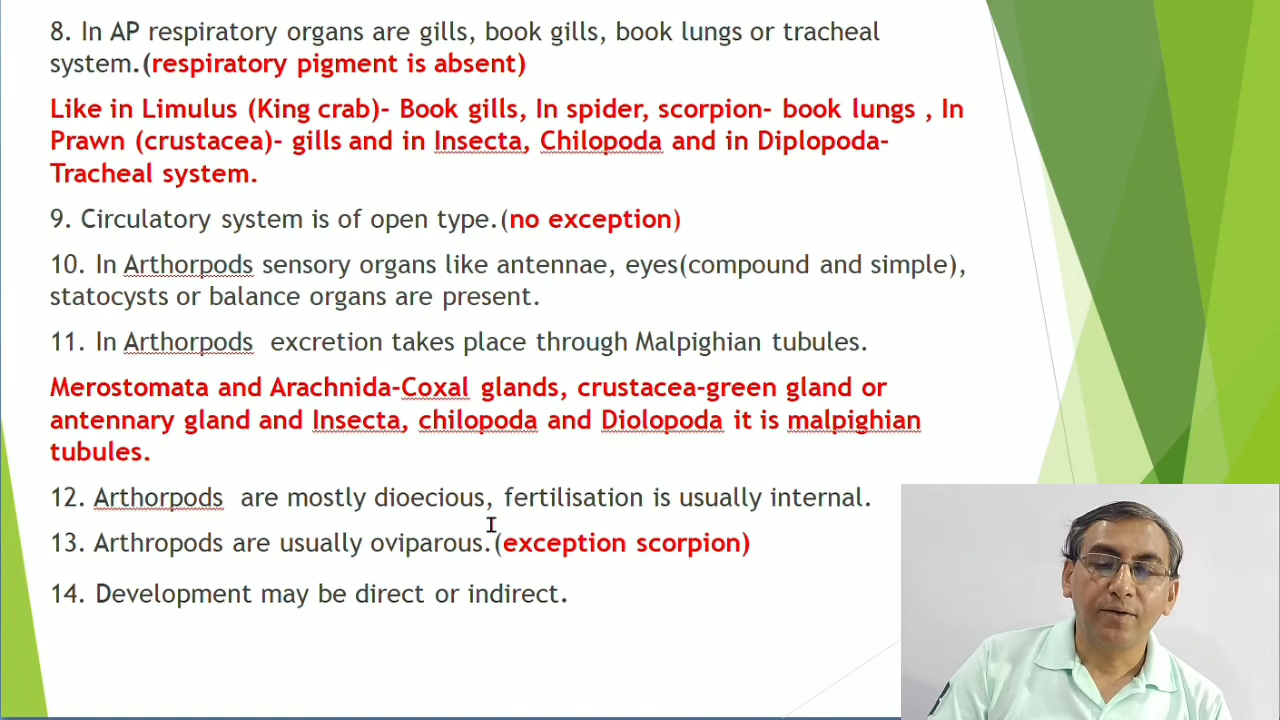 8. In AP respiratory organs are gills, book gills, book lungs or tracheal
system.(respiratory pigment is absent)
Like in Limulus (King crab)- Book gills, In spider, scorpion- book lungs , In
Prawn (crustacea)- gills and in Insecta, Chilopoda and in Diplopoda-
Tracheal system.
9. Circulatory system is of open type.(no exception)
10. In Arthorpods sensory organs like antennae, eyes(compound and simple),
statocysts or balance organs are present.
11. In Arthorpods excretion takes place through Malpighian tubules.
Merostomata and Arachnida-Coxal glands, crustacea-green gland or
antennary gland and Insecta, chilopoda and Diolopoda it is malpighian
tubules.
12. Arthorpods are mostly dioecious, fertilisation is usually internal.
13. Arthropods are usually oviparous.(exception scorpion)
14. Development may be direct or indirect.